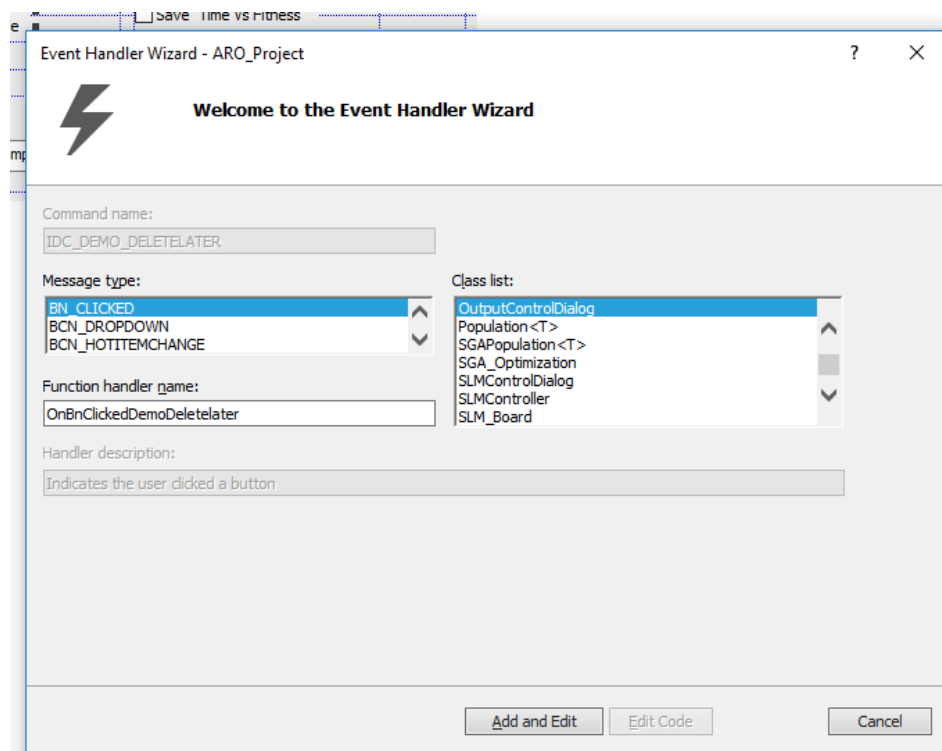 Save "Time Vs Fitness"
e
Event Handler Wizard - ARO_Project
?
Welcome to the Event Handler Wizard
Command name:
IDC_DEMO_DELETELATER
Message type:
BN_CLICKED
BCN_DROPDOWN
BCN_HOTITEMCHANGE
Class list:
OutputControlDialog
Population<T>
SGAPopulation<T>
SGA_Optimization
SLMControlDialog
SLMController
SLM_Board
Function handler name:
OnBnClickedDemoDeletelater
Handler description:
Indicates the user clicked a button
Add and Edit
Edit Code
Cancel